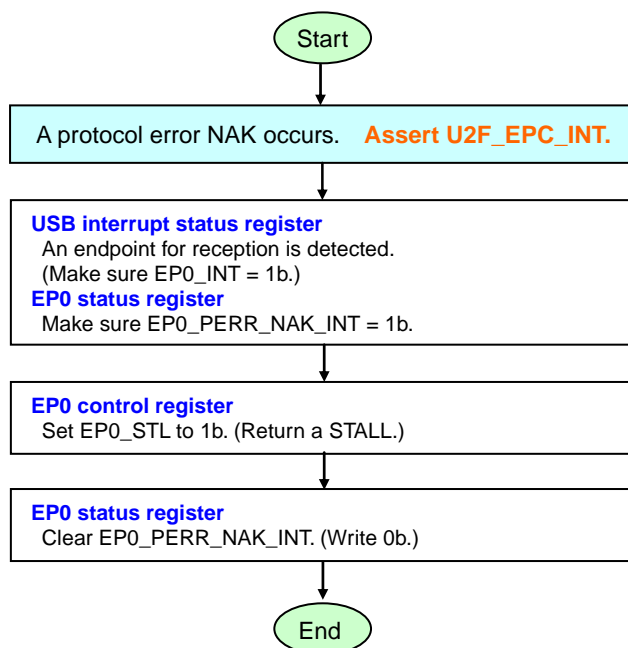 Start
A protocol error NAK occurs. Assert U2F_EPC_INT.
USB interrupt status register
An endpoint for reception is detected.
(Make sure EP0_INT = 1b.)
EP0 status register
Make sure EP0_PERR_NAK_INT = 1b.
EP0 control register
Set EP0_STL to 1b. (Return a STALL.)
EP0 status register
Clear EP0_PERR_NAK_INT. (Write 0b.)
End